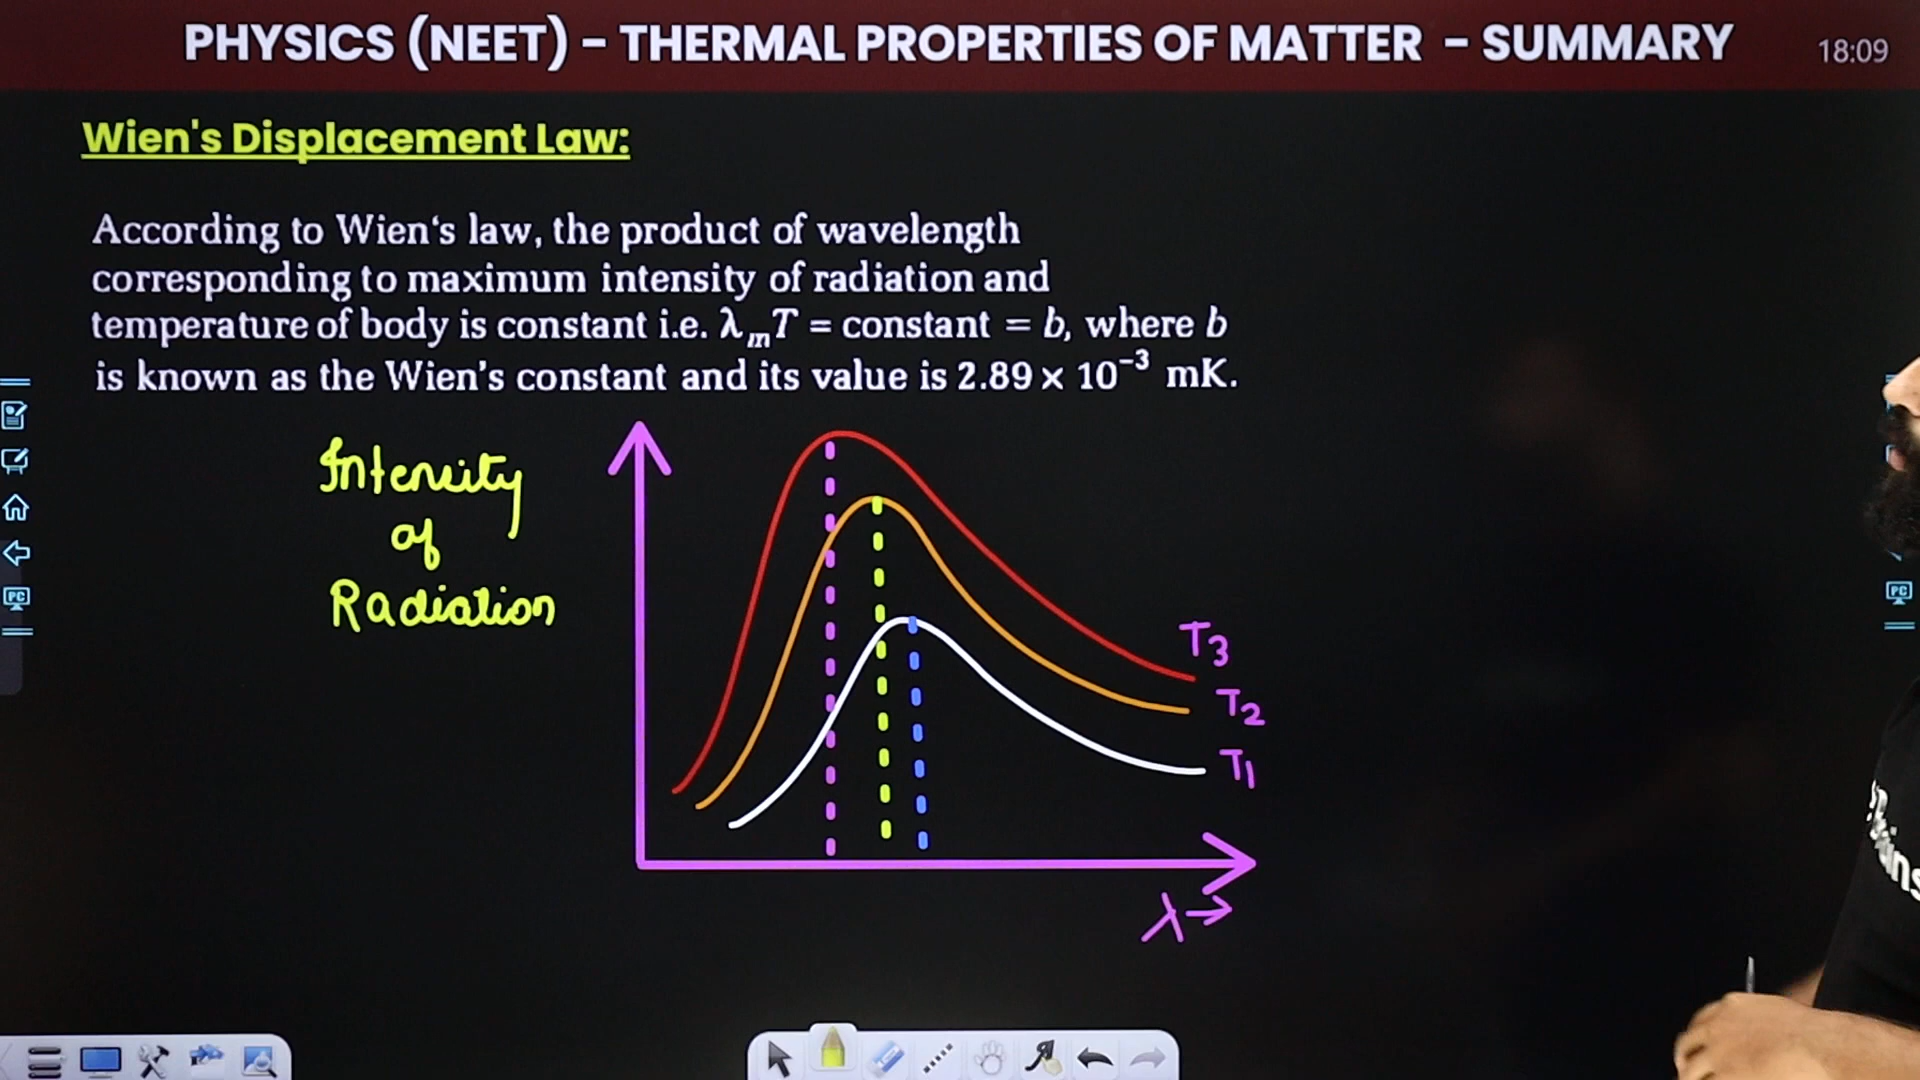 PHYSICS (NEET) – THERMAL PROPERTIES OF MATTER – SUMMARY
18:09
Wien's Displacement Law:
According to Wien‘s law, the product of wavelength
corresponding to maximum intensity of radiation and
temperature of body is constant i.e. λₘT = constant = b, where b
is known as the Wien's constant and its value is 2.89 × 10⁻³ mK.
Intensity
of
Radiation
T₃
T₂
T₁
λ→
PC
PC